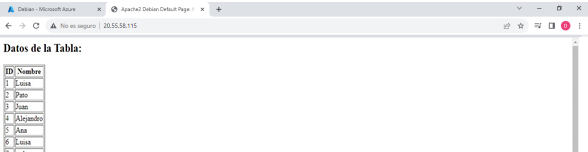 Debian - Microsoft Azure
Apache2 Debian Default Page: I
No es seguro | 20.55.58.115
D
Datos de la Tabla:
ID Nombre
1 Luisa
2 Pato
3 Juan
4 Alejandro
5 Ana
6 Luisa